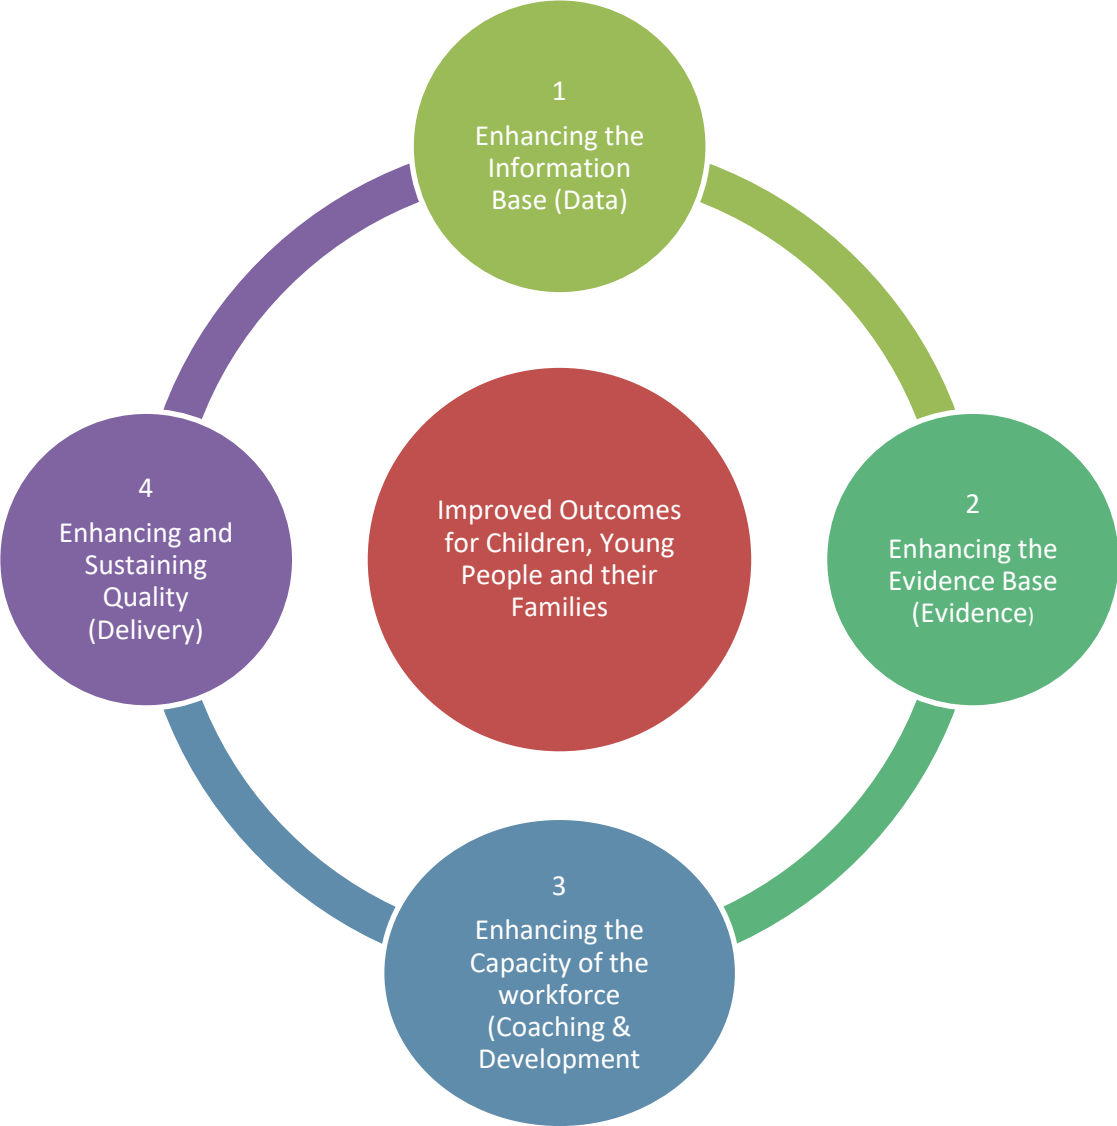 1
Enhancing the
Information
Base (Data)
2
Enhancing the
Evidence Base
(Evidence)
3
Enhancing the
Capacity of the
workforce
(Coaching &
Development
4
Enhancing and
Sustaining
Quality
(Delivery)
Improved Outcomes
for Children, Young
People and their
Families